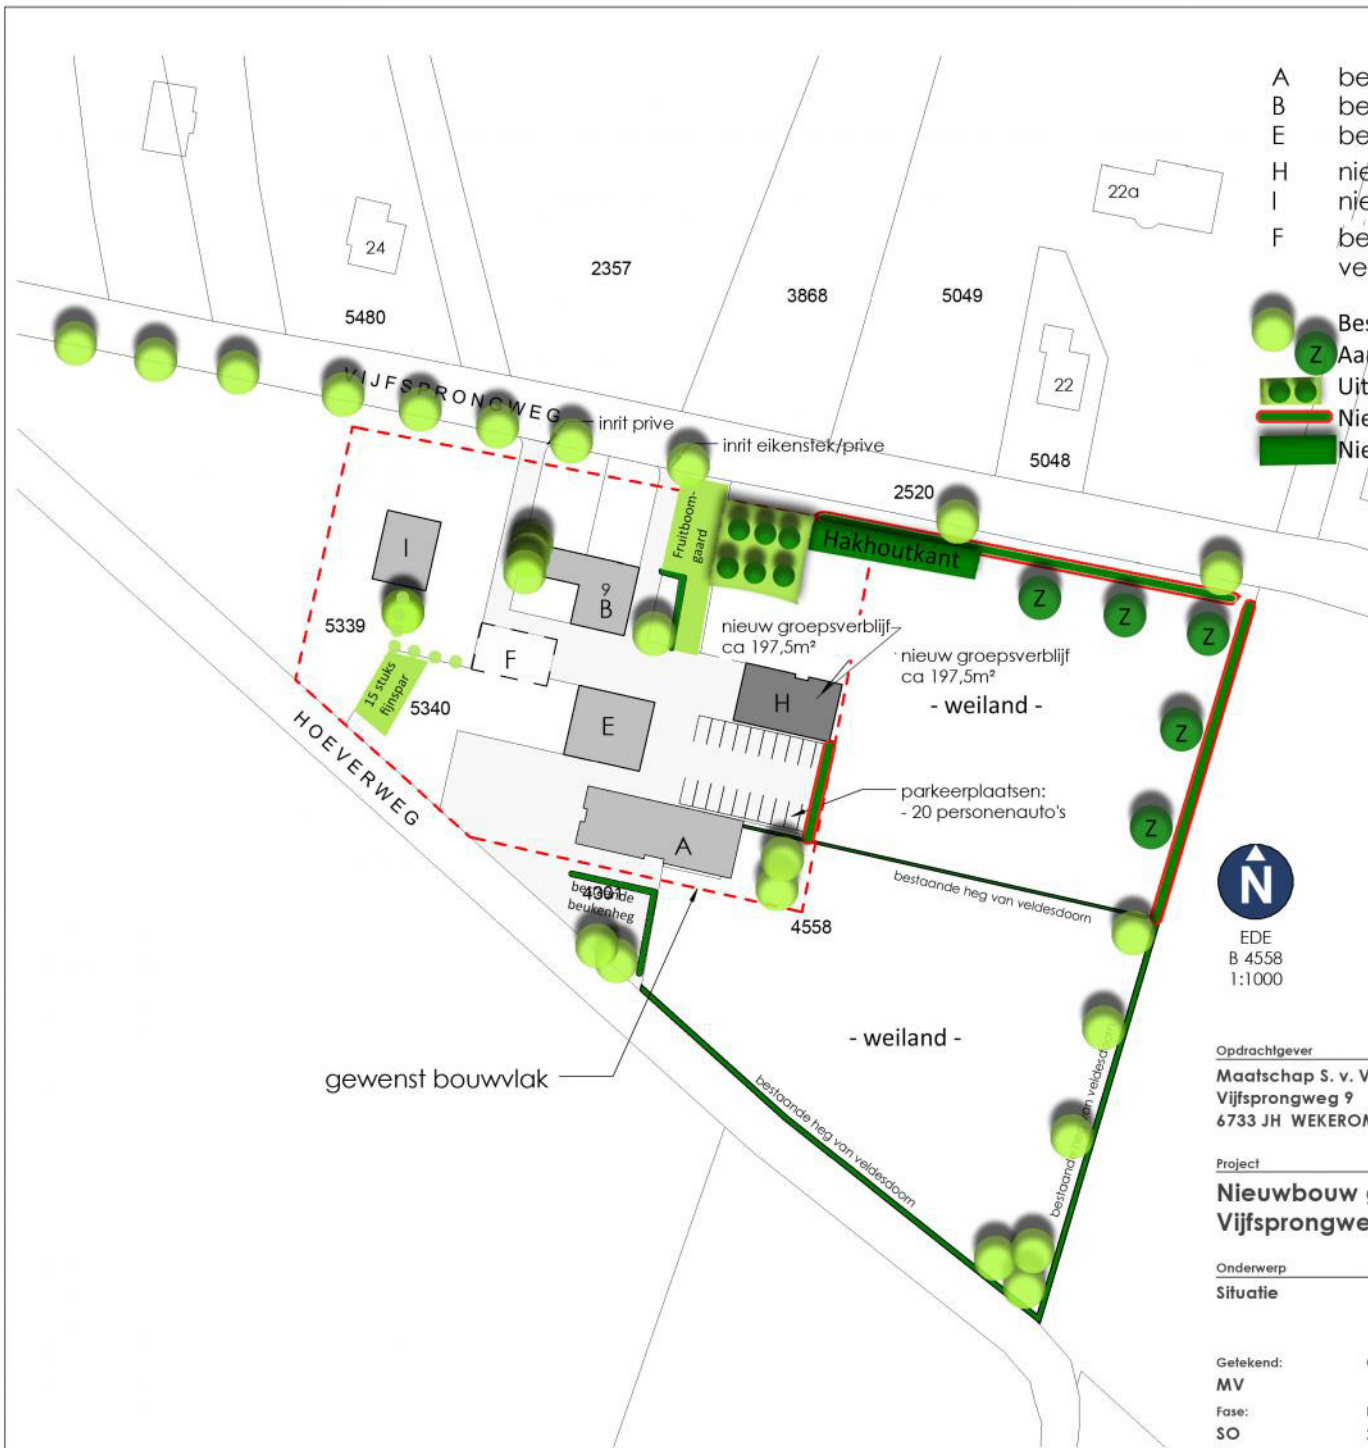 A be
B be
E be
H nie
I nie
F be
ve
Bes
Z Aar
Uit
Nie
Nie
22a
24
2357
3868
5049
5480
22
VIJFSPRONGWEG
inrit prive
inrit eikenstek/prive
5048
2520
Fruitboom-
gaard
Hakhoutkant
I
9
B
Z
Z
Z
5339
nieuw groepsverblijf
ca 197,5m²
nieuw groepsverblijf
ca 197,5m²
F
15 stuks
fijnspar
5340
H
- weiland -
E
Z
HOEVERWEG
parkeerplaatsen:
- 20 personenauto's
Z
A
bestaande heg van veldesdoorn
bestaande
4301
beukenheg
4558
N
EDE
B 4558
1:1000
- weiland -
gewenst bouwvlak
bestaande heg van veldesdoorn
bestaande heg van veldesdoorn
Opdrachtgever
Maatschap S. v. V
Vijfsprongweg 9
6733 JH WEKEROM
Project
Nieuwbouw g
Vijfsprongwe
Onderwerp
Situatie
Getekend:
MV
Fase:
SO